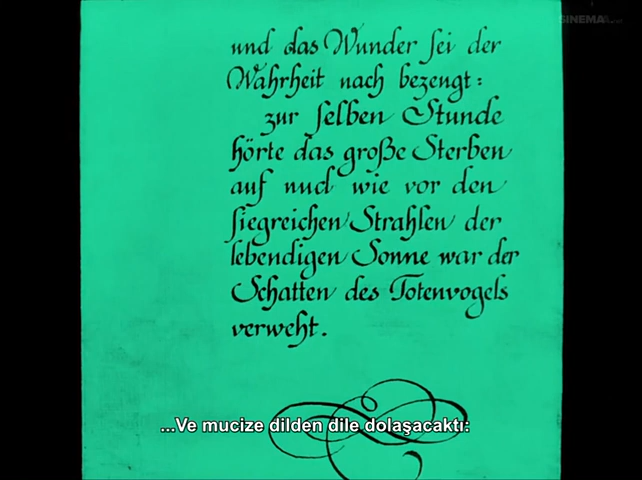 SINEMA
und das Wunder sei der
Wahrheit nach bezeugt:
zur selben Stunde
hörte das große Sterben
auf und wie vor den
siegreichen Strahlen der
lebendigen Sonne war der
Schatten des Totenvogels
verweht.
...Ve mucize dilden dile dolaşacaktı: